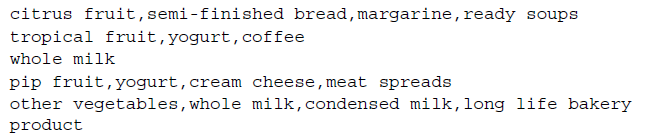 citrus fruit,semi-finished bread,margarine,ready soups
tropical fruit,yogurt,coffee
whole milk
pip fruit,yogurt,cream cheese,meat spreads
other vegetables,whole milk,condensed milk,long life bakery
product